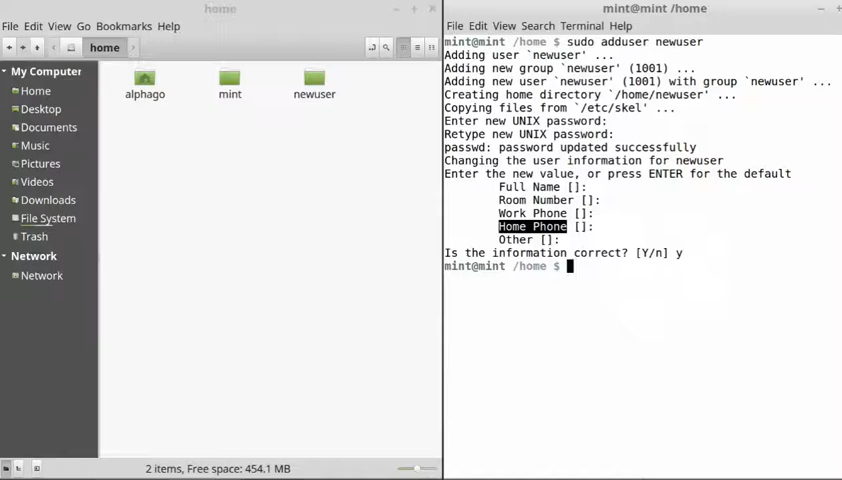 home
File Edit View Go Bookmarks Help
home
My Computer
Home
Desktop
Documents
Music
Pictures
Videos
Downloads
File System
Trash
Network
Network
alphago mint newuser
2 items, Free space: 454.1 MB
mint@mint /home
File Edit View Search Terminal Help
mint@mint /home $ sudo adduser newuser
Adding user `newuser' ...
Adding new group `newuser' (1001) ...
Adding new user `newuser' (1001) with group `newuser' ...
Creating home directory `/home/newuser' ...
Copying files from `/etc/skel' ...
Enter new UNIX password:
Retype new UNIX password:
passwd: password updated successfully
Changing the user information for newuser
Enter the new value, or press ENTER for the default
Full Name []:
Room Number []:
Work Phone []:
Home Phone []:
Other []:
Is the information correct? [Y/n] y
mint@mint /home $